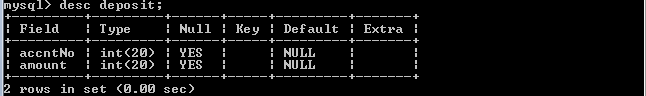 mysql> desc deposit;
+---------+---------+------+-----+---------+-------+
| Field   | Type    | Null | Key | Default | Extra |
+---------+---------+------+-----+---------+-------+
| accntNo | int(20) | YES  |     | NULL    |       |
| amount  | int(20) | YES  |     | NULL    |       |
+---------+---------+------+-----+---------+-------+
2 rows in set (0.00 sec)